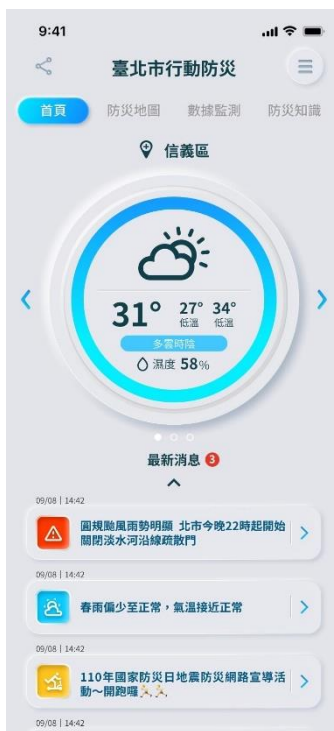 9:41
臺北市行動防災
首頁 防災地圖 數據監測 防災知識
信義區
31° 27° 34°
低溫 低溫
多雲時陰
濕度 58%
最新消息 3
09/08 | 14:42
圓規颱風雨勢明顯 北市今晚22時起開始
關閉淡水河沿線疏散門
09/08 | 14:42
春雨偏少至正常，氣溫接近正常
09/08 | 14:42
110年國家防災日地震防災網路宣導活
動～開跑囉🏃🏃
09/08 | 14:42